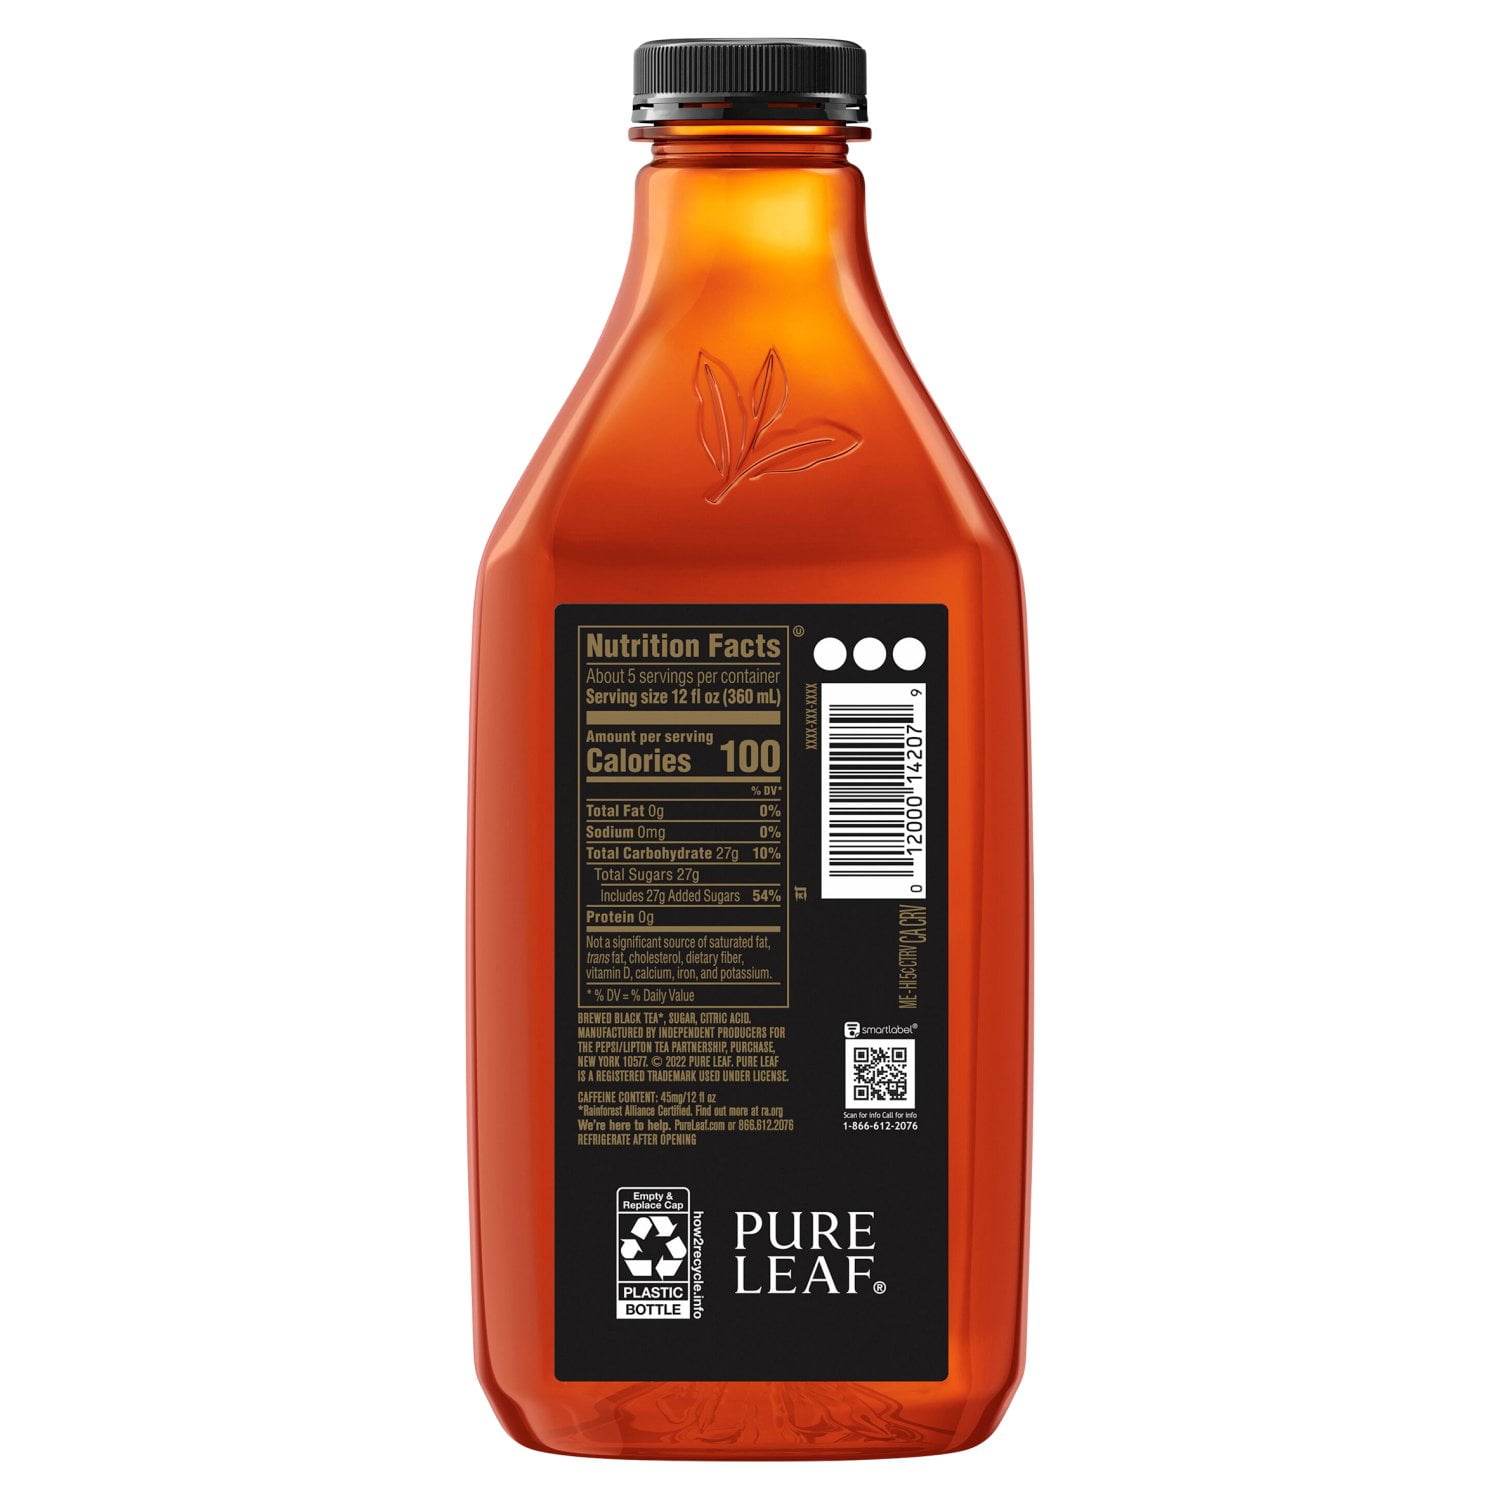 Nutrition Facts
About 5 servings per container
Serving size 12 fl oz (360 mL)
Amount per serving
Calories 100
% DV*
Total Fat 0g 0%
Sodium 0mg 0%
Total Carbohydrate 27g 10%
Total Sugars 27g
Includes 27g Added Sugars 54%
Protein 0g
Not a significant source of saturated fat,
trans fat, cholesterol, dietary fiber,
vitamin D, calcium, iron, and potassium.
* % DV = % Daily Value
BREWED BLACK TEA*, SUGAR, CITRIC ACID.
MANUFACTURED BY INDEPENDENT PRODUCERS FOR
THE PEPSI/LIPTON TEA PARTNERSHIP, PURCHASE,
NEW YORK 10577. © 2022 PURE LEAF. PURE LEAF
IS A REGISTERED TRADEMARK USED UNDER LICENSE.
CAFFEINE CONTENT: 45mg/12 fl oz
*Rainforest Alliance Certified. Find out more at ra.org
We're here to help. PureLeaf.com or 866.612.2076
REFRIGERATE AFTER OPENING
U
XXXX-XXX-XXXX
0 12000 14207 9
K
ME-HI 5¢ CTRV CA CRV
smartlabel®
Scan for info Call for info
1-866-612-2076
Empty &
Replace Cap
PLASTIC
BOTTLE
how2recycle.info
PURE
LEAF®